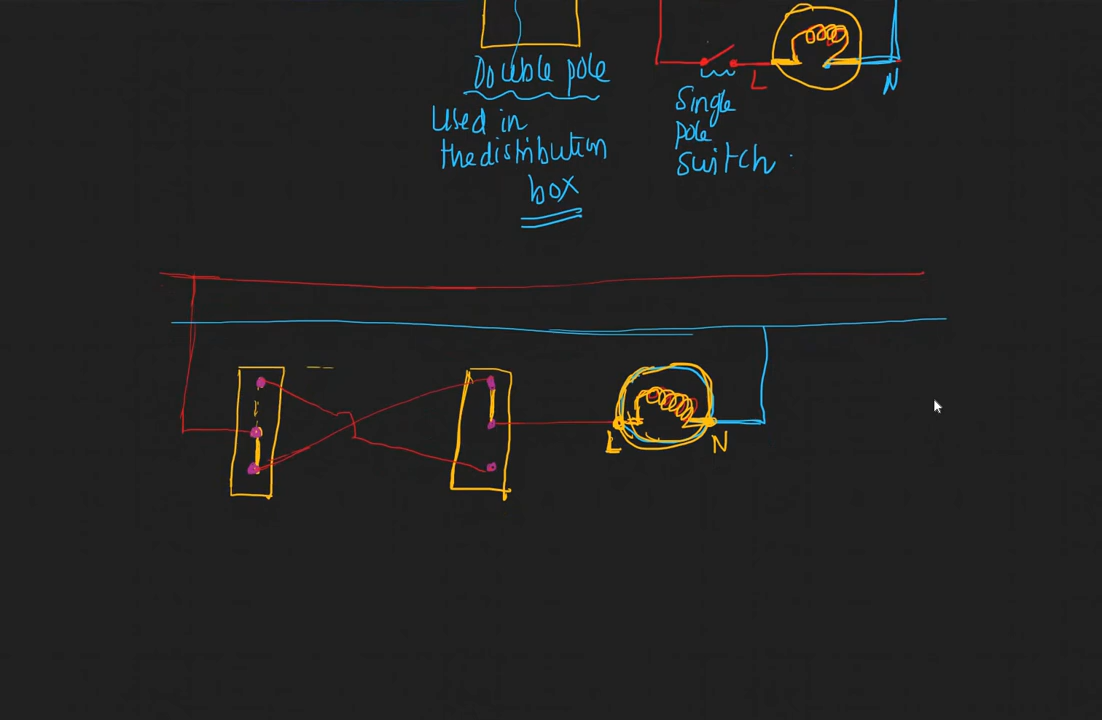 Double pole
Used in
the distribution
box
L
N
Single
pole
switch
L
N